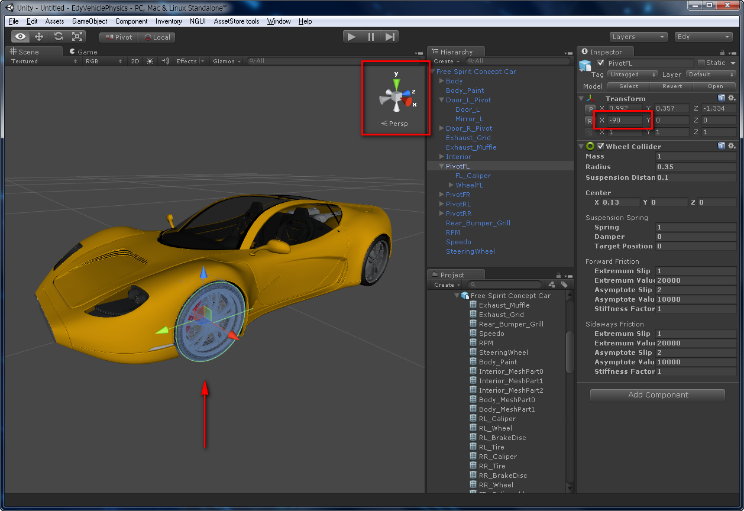 Unity - Untitled - EdyVehiclePhysics - PC, Mac & Linux Standalone*
File Edit Assets GameObject Component Inventory NGUI AssetStore tools Window Help
Pivot Local Layers Edy
Scene Game
Textured RGB 2D Effects Gizmos All
y
z
x
Persp
Hierarchy
Create All
Free Spirit Concept Car
Body
Body_Paint
Door_L_Pivot
Door_L
Mirror_L
Door_R_Pivot
Exhaust_Grid
Exhaust_Muffle
Interior
PivotFL
FL_Caliper
WheelFL
PivotFR
PivotRL
PivotRR
Rear_Bumper_Grill
RPM
Speedo
SteeringWheel
Project
Create
Free Spirit Concept Car
Exhaust_Muffle
Exhaust_Grid
Rear_Bumper_Grill
Speedo
RPM
SteeringWheel
Body_Paint
Interior_MeshPart0
Interior_MeshPart1
Interior_MeshPart2
Body_MeshPart0
Body_MeshPart1
RL_Caliper
RL_Wheel
RL_BrakeDisc
RL_Tire
RR_Caliper
RR_Tire
RR_BrakeDisc
RR_Wheel
Inspector
PivotFL Static
Tag Untagged Layer Default
Model Select Revert Open
Transform
P X 0.992 Y 0.357 Z -1.334
R X -90 Y 0 Z 0
X 1 Y 1 Z 1
Wheel Collider
Mass 1
Radius 0.35
Suspension Distan 0.1
Center
X 0.13 Y 0 Z 0
Suspension Spring
Spring 1
Damper 0
Target Position 0
Forward Friction
Extremum Slip 1
Extremum Value 20000
Asymptote Slip 2
Asymptote Valu 10000
Stiffness Factor 1
Sideways Friction
Extremum Slip 1
Extremum Value 20000
Asymptote Slip 2
Asymptote Valu 10000
Stiffness Factor 1
Add Component